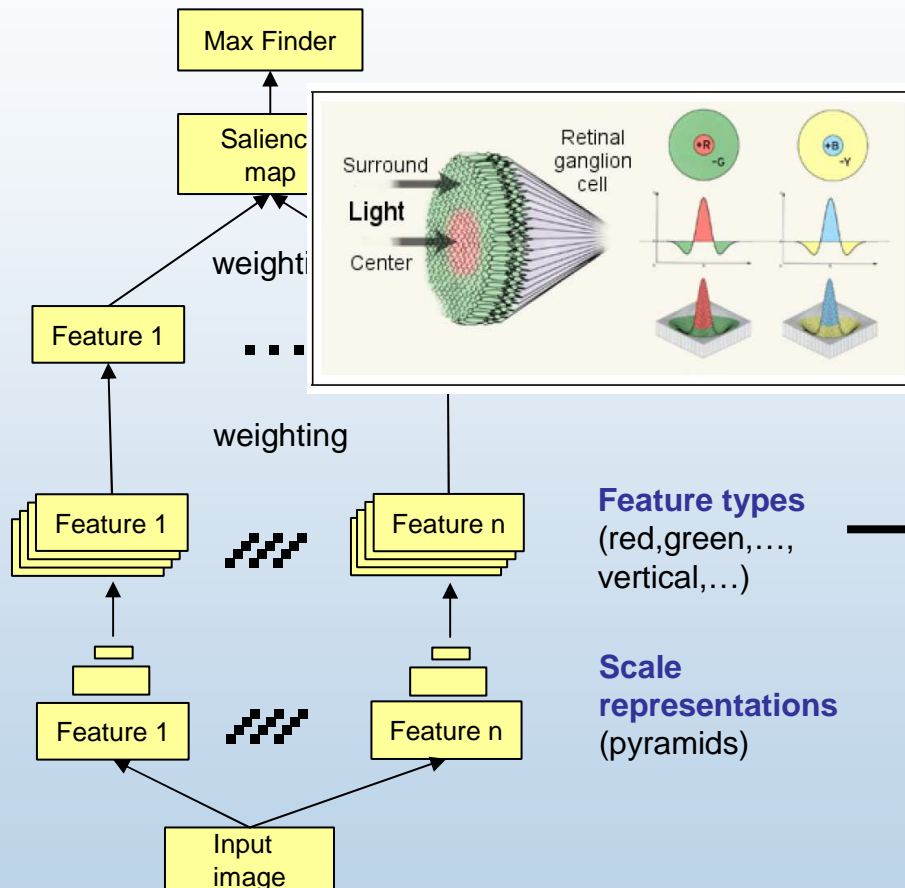 Max Finder
Salienc
map
Surround
Light
Center
Retinal
ganglion
cell
+R
-G
+B
-Y
weighti
Feature 1
weighting
Feature 1
Feature n
Feature types
(red,green,…,
vertical,…)
Scale
representations
(pyramids)
Feature 1
Feature n
Input
image